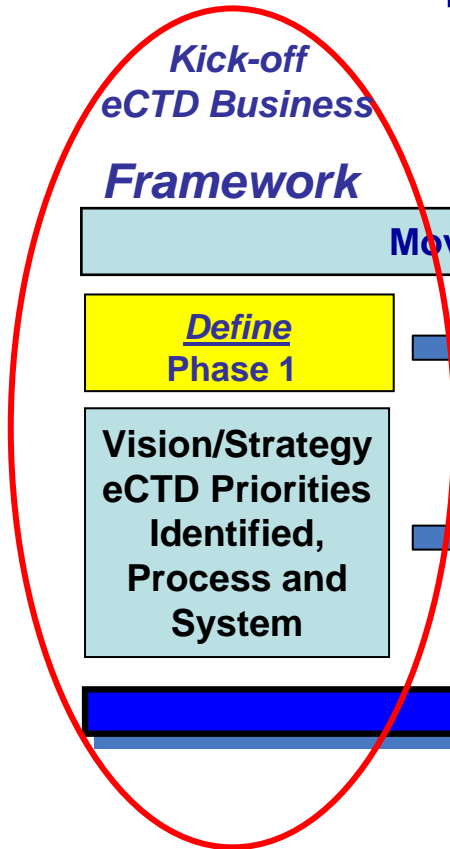 Kick-off
eCTD Business
Framework
Define
Phase 1
Vision/Strategy
eCTD Priorities
Identified,
Process and
System